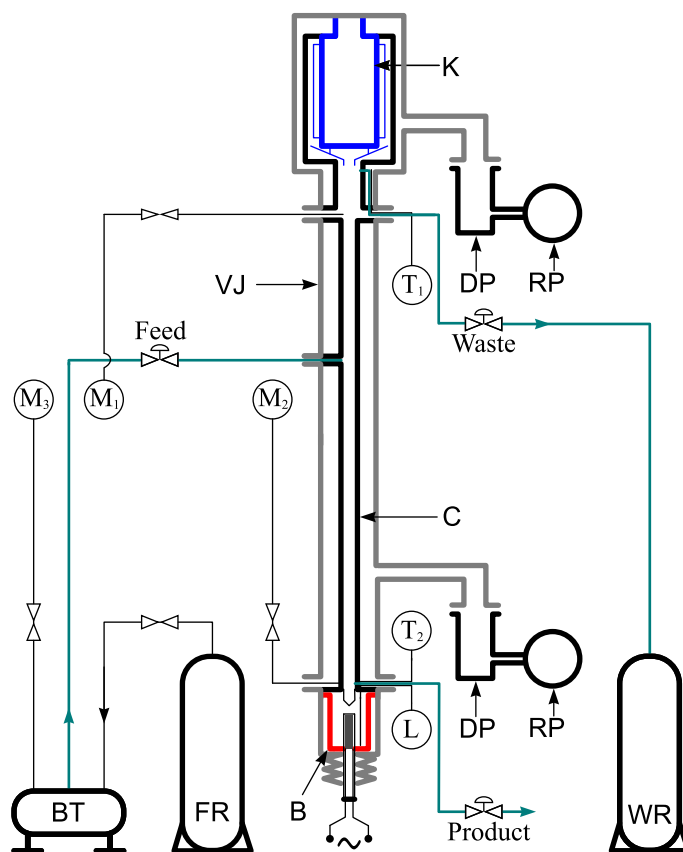 K
DP
RP
T1
VJ
Feed
Waste
M3
M1
M2
C
T2
L
DP
RP
B
BT
FR
Product
WR
~